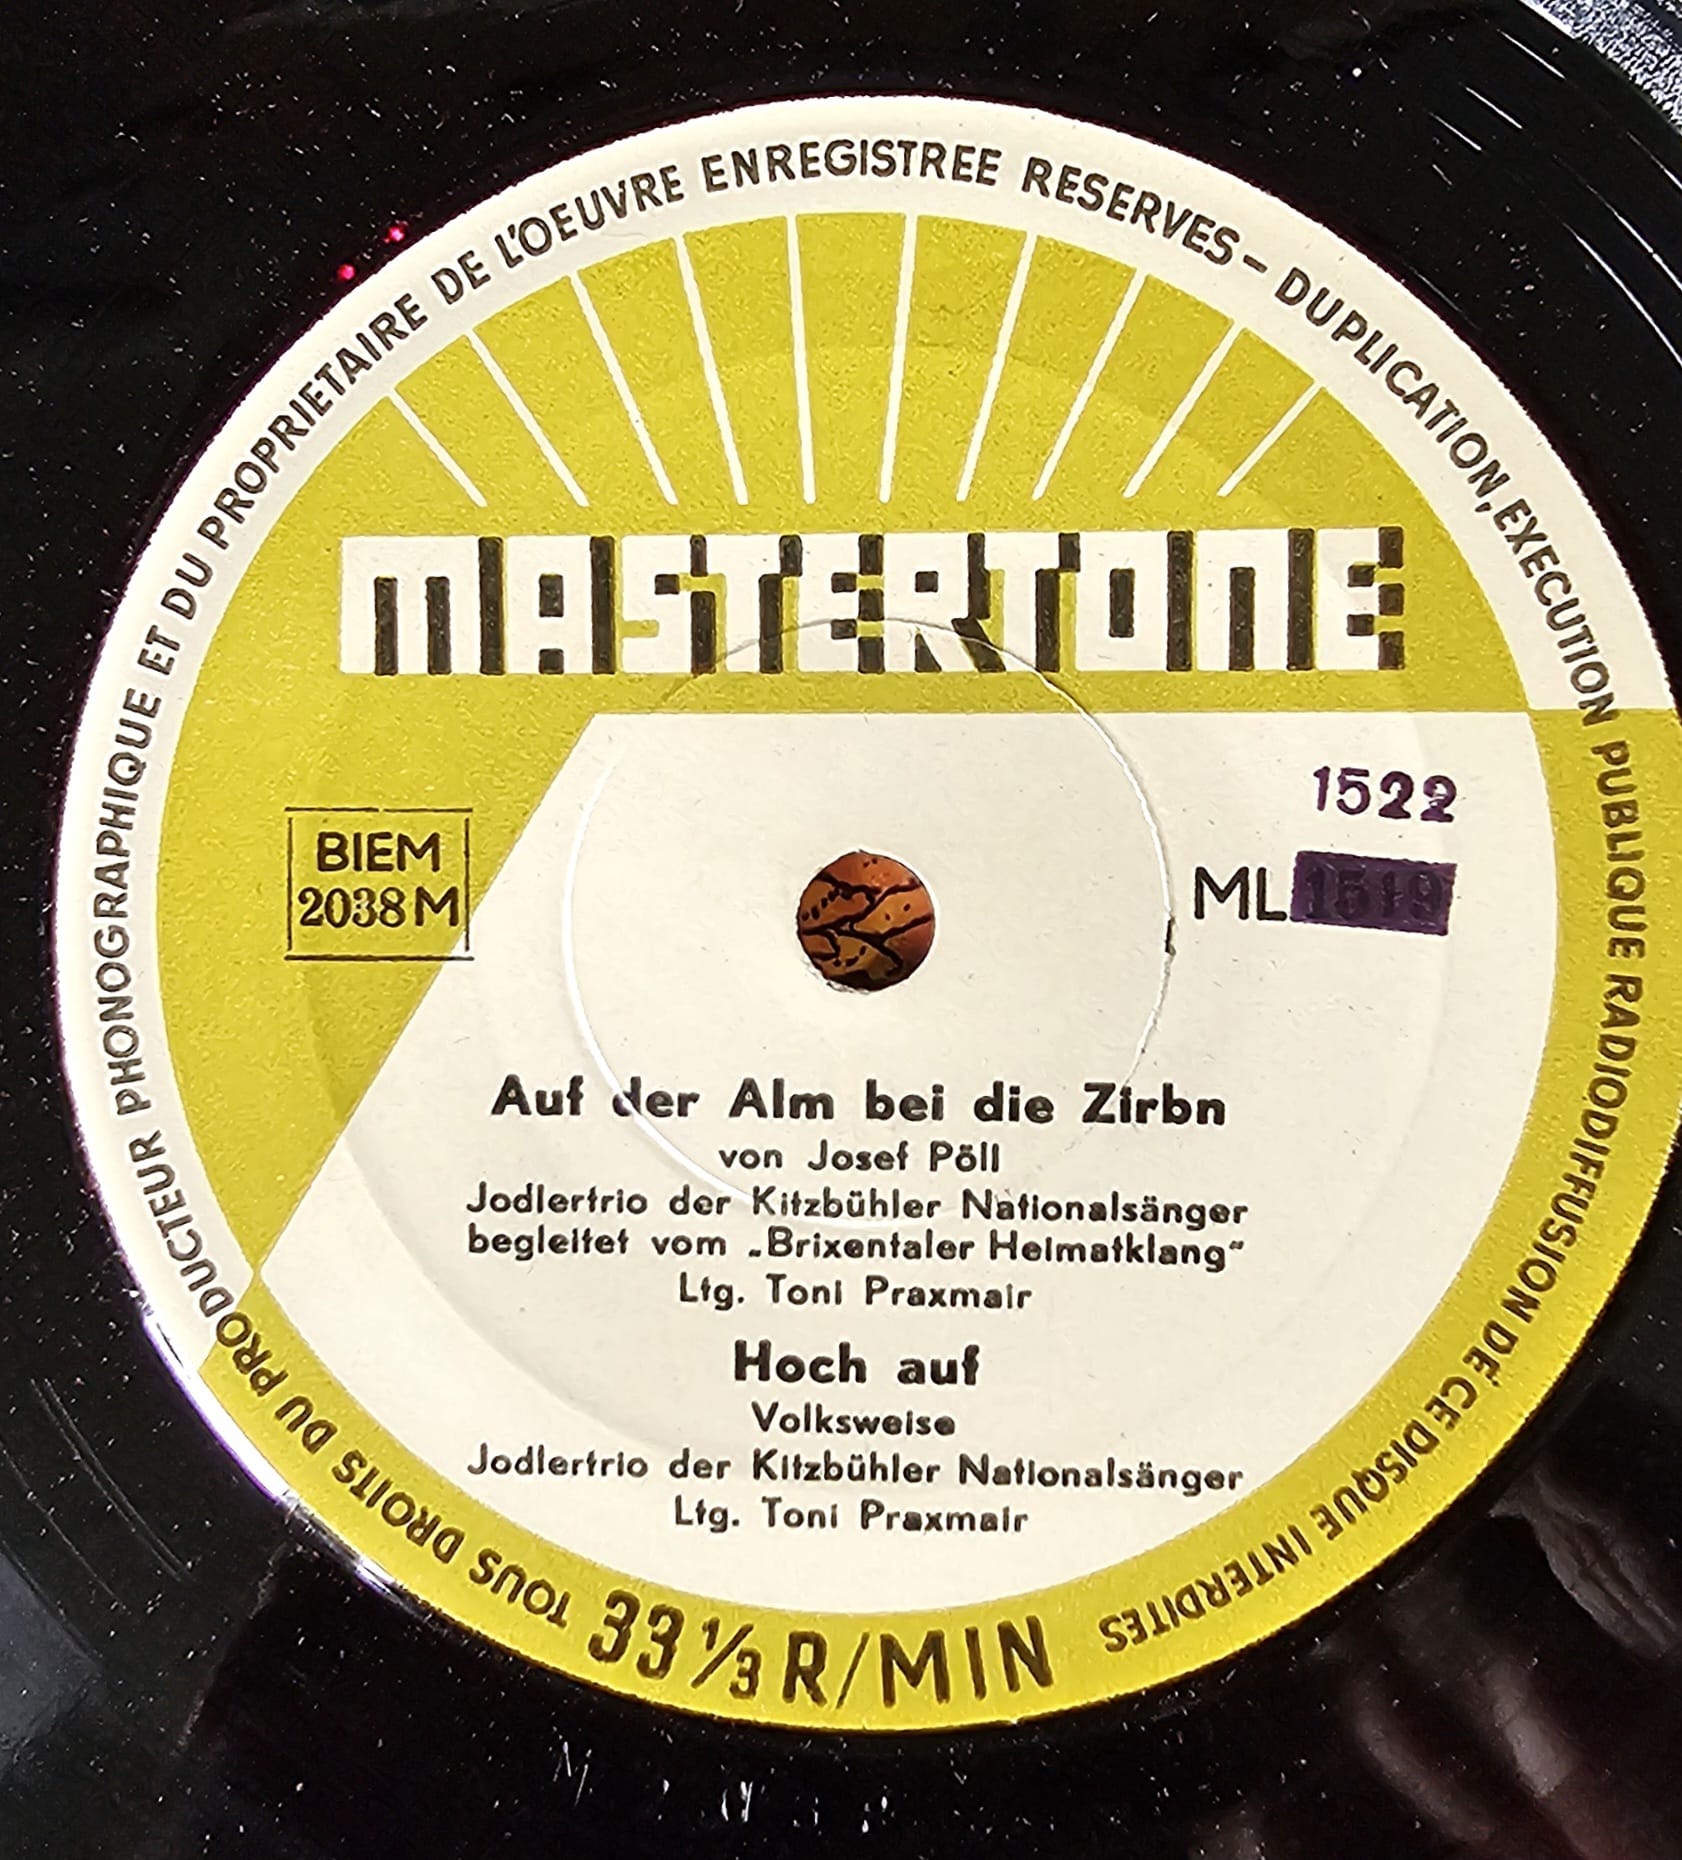 TOUS DROITS DU PRODUCTEUR PHONOGRAPHIQUE ET DU PROPRIETAIRE DE L'OEUVRE ENREGISTREE RESERVES - DUPLICATION, EXECUTION PUBLIQUE RADIODIFFUSION DE CE DISQUE INTERDITES
MASTERTONE
1522
BIEM
2038 M
ML 1519
Auf der Alm bei die Zirbn
von Josef Pöll
Jodlertrio der Kitzbühler Nationalsänger
begleitet vom „Brixentaler Heimatklang"
Ltg. Toni Praxmair
Hoch auf
Volksweise
Jodlertrio der Kitzbühler Nationalsänger
Ltg. Toni Praxmair
33 1/3 R/MIN